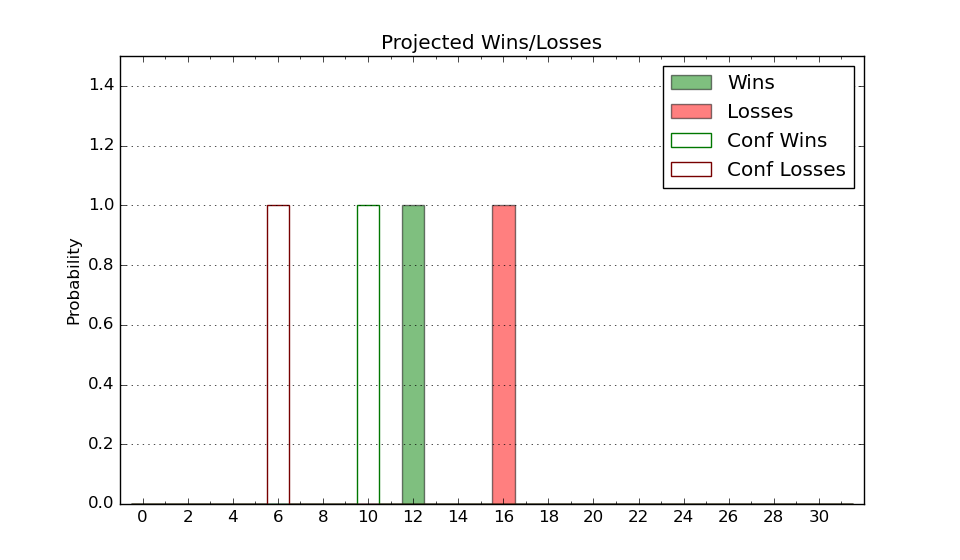 Projected Wins/Losses
Wins
Losses
Conf Wins
Conf Losses
Probability
1.4
1.2
1.0
0.8
0.6
0.4
0.2
0.0
0 2 4 6 8 10 12 14 16 18 20 22 24 26 28 30